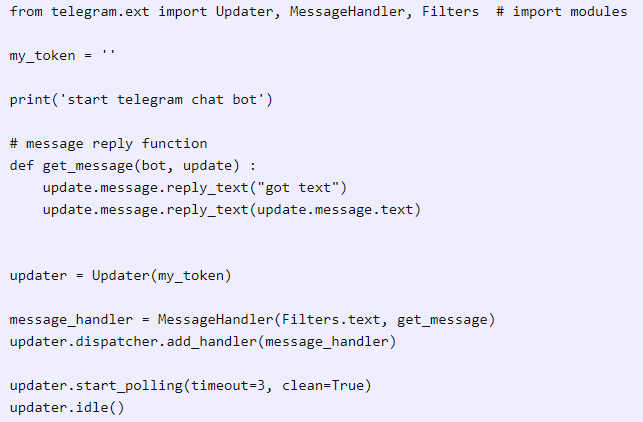 from telegram.ext import Updater, MessageHandler, Filters  # import modules

my_token = ''

print('start telegram chat bot')

# message reply function
def get_message(bot, update) :
    update.message.reply_text("got text")
    update.message.reply_text(update.message.text)


updater = Updater(my_token)

message_handler = MessageHandler(Filters.text, get_message)
updater.dispatcher.add_handler(message_handler)

updater.start_polling(timeout=3, clean=True)
updater.idle()